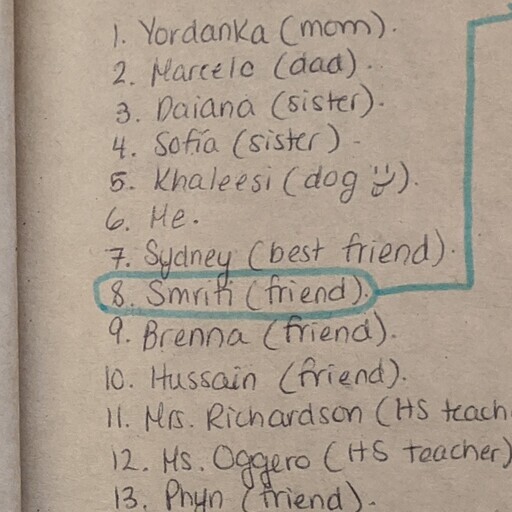 1. Yordanka (mom).
2. Marcelo (dad).
3. Daiana (sister).
4. Sofía (sister).
5. Khaleesi (dog :)).
6. Me.
7. Sydney (best friend).
8. Smriti (friend).
9. Brenna (friend).
10. Hussain (friend).
11. Mrs. Richardson (HS teach
12. Ms. Oggero (HS teacher)
13. Phyn (friend).